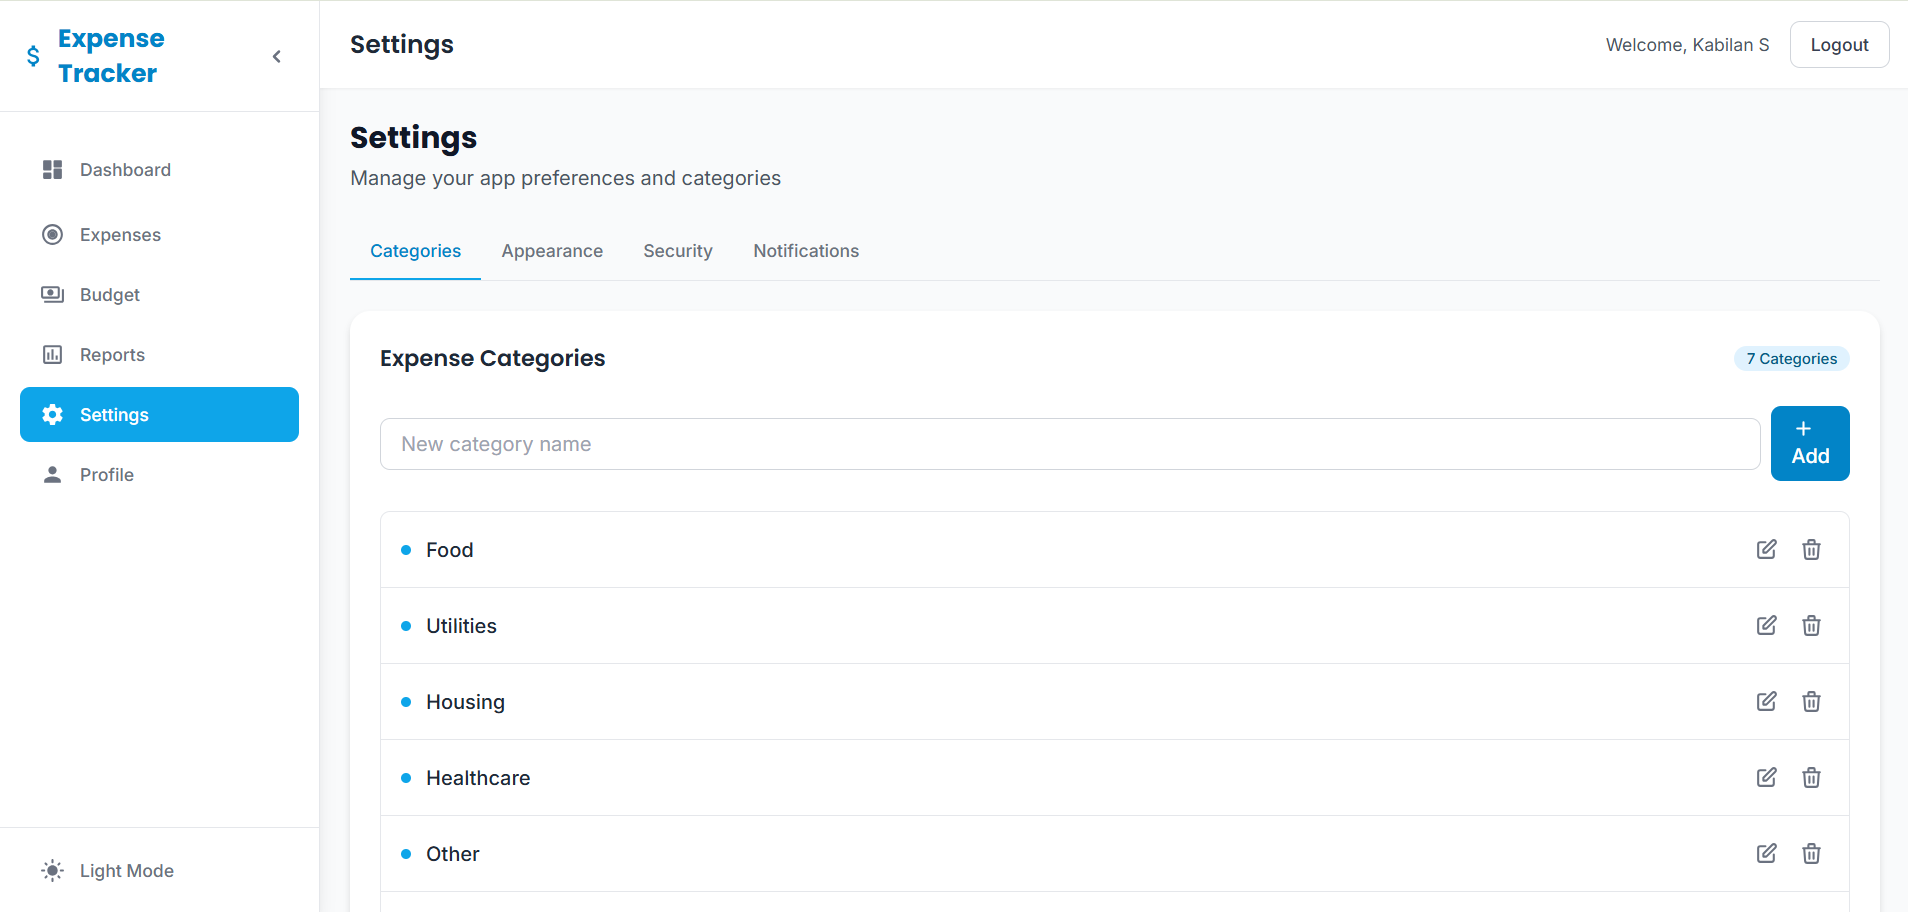 Expense
Tracker
Dashboard
Expenses
Budget
Reports
Settings
Profile
Light Mode
Settings
Welcome, Kabilan S
Logout
Settings
Manage your app preferences and categories
Categories
Appearance
Security
Notifications
Expense Categories
7 Categories
New category name
+
Add
Food
Utilities
Housing
Healthcare
Other